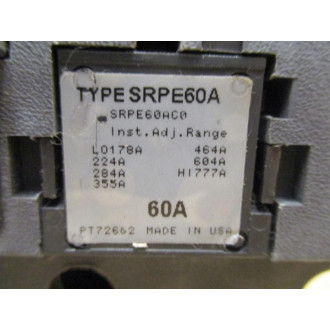 TYPE SRPE60A
SRPE60AC0
Inst.Adj.Range
LO178A 464A
224A 604A
284A HI777A
355A
60A
PT72662 MADE IN USA